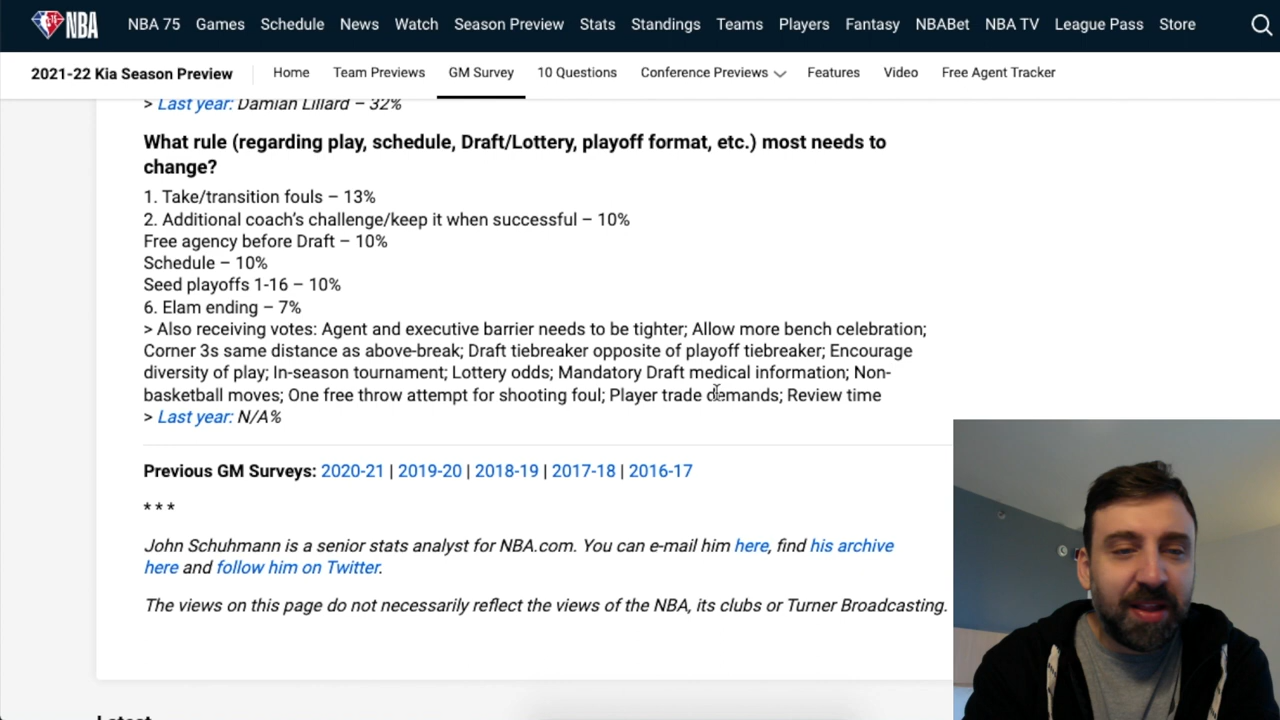 NBA
NBA 75 Games Schedule News Watch Season Preview Stats Standings Teams Players Fantasy NBABet NBA TV League Pass Store
2021-22 Kia Season Preview Home Team Previews GM Survey 10 Questions Conference Previews Features Video Free Agent Tracker
> Last year: Damian Lillard – 32%
What rule (regarding play, schedule, Draft/Lottery, playoff format, etc.) most needs to
change?
1. Take/transition fouls – 13%
2. Additional coach's challenge/keep it when successful – 10%
Free agency before Draft – 10%
Schedule – 10%
Seed playoffs 1-16 – 10%
6. Elam ending – 7%
> Also receiving votes: Agent and executive barrier needs to be tighter; Allow more bench celebration;
Corner 3s same distance as above-break; Draft tiebreaker opposite of playoff tiebreaker; Encourage
diversity of play; In-season tournament; Lottery odds; Mandatory Draft medical information; Non-
basketball moves; One free throw attempt for shooting foul; Player trade demands; Review time
> Last year: N/A%
Previous GM Surveys: 2020-21 | 2019-20 | 2018-19 | 2017-18 | 2016-17
* * *
John Schuhmann is a senior stats analyst for NBA.com. You can e-mail him here, find his archive
here and follow him on Twitter.
The views on this page do not necessarily reflect the views of the NBA, its clubs or Turner Broadcasting.
Latest